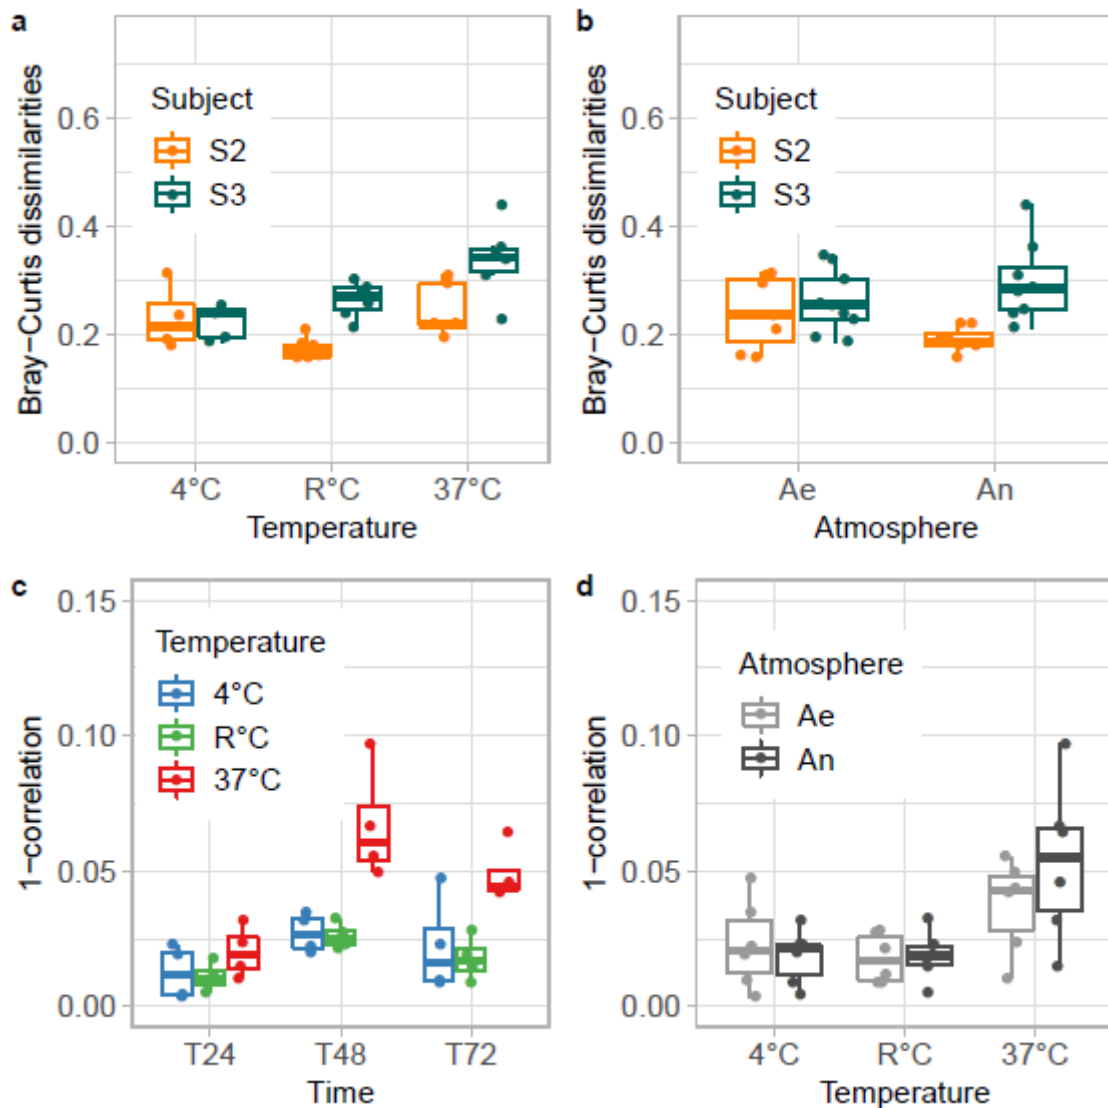 a
Bray−Curtis dissimilarities
0.6
0.4
0.2
0.0
Subject
S2
S3
4°C R°C 37°C
Temperature
b
Bray−Curtis dissimilarities
0.6
0.4
0.2
0.0
Subject
S2
S3
Ae An
Atmosphere
c
1−correlation
0.15
0.10
0.05
0.00
Temperature
4°C
R°C
37°C
T24 T48 T72
Time
d
1−correlation
0.15
0.10
0.05
0.00
Atmosphere
Ae
An
4°C R°C 37°C
Temperature